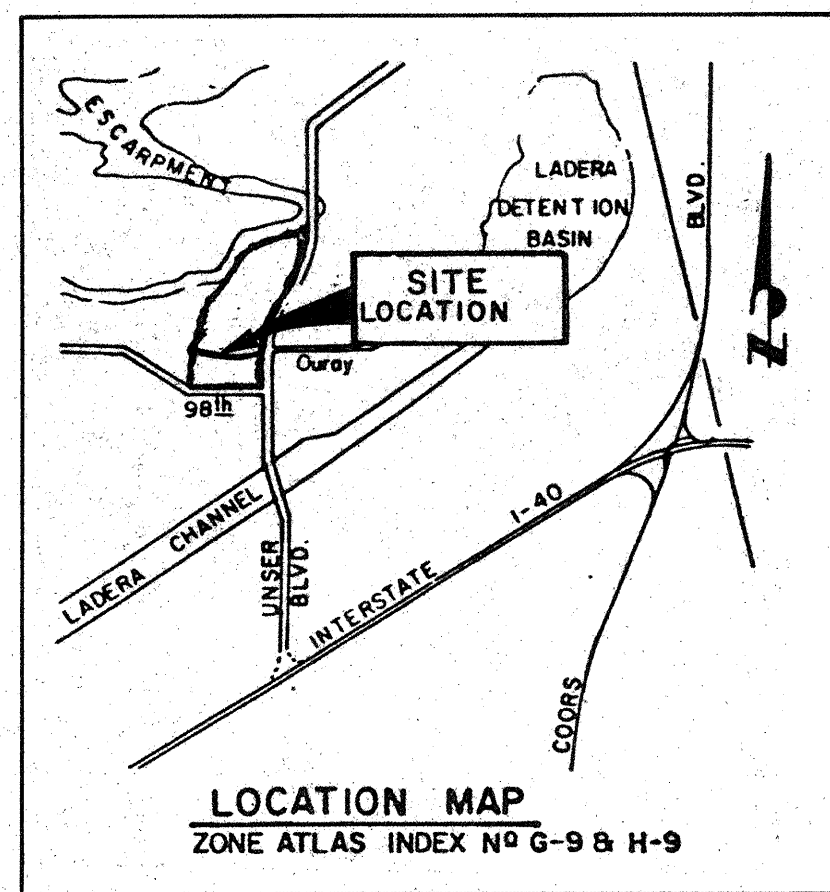 ESCARPMENT
LADERA
DETENTION
BASIN
BLVD.
SITE
LOCATION
N
Ouray
98th
LADERA CHANNEL
UNSER
BLVD.
INTERSTATE I-40
COORS
LOCATION MAP
ZONE ATLAS INDEX Nº G-9 & H-9